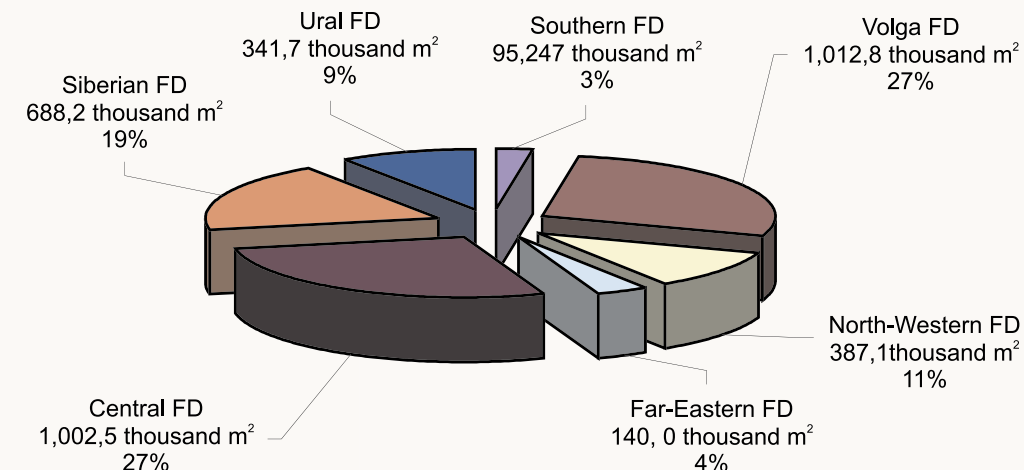 Ural FD
341,7 thousand m²
9%
Southern FD
95,247 thousand m²
3%
Volga FD
1,012,8 thousand m²
27%
Siberian FD
688,2 thousand m²
19%
North-Western FD
387,1thousand m²
11%
Central FD
1,002,5 thousand m²
27%
Far-Eastern FD
140, 0 thousand m²
4%